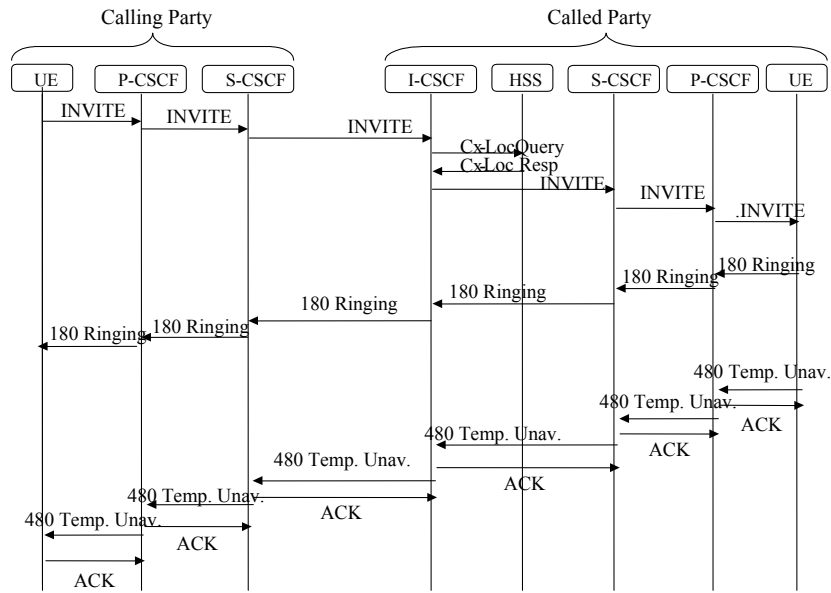 Calling Party
Called Party
UE
P-CSCF
S-CSCF
I-CSCF
HSS
S-CSCF
P-CSCF
UE
INVITE
INVITE
INVITE
Cx-LocQuery
Cx-Loc Resp
INVITE
INVITE
.INVITE
180 Ringing
180 Ringing
180 Ringing
180 Ringing
180 Ringing
180 Ringing
480 Temp. Unav.
480 Temp. Unav.
ACK
480 Temp. Unav.
ACK
480 Temp. Unav.
ACK
480 Temp. Unav.
ACK
480 Temp. Unav.
ACK
ACK